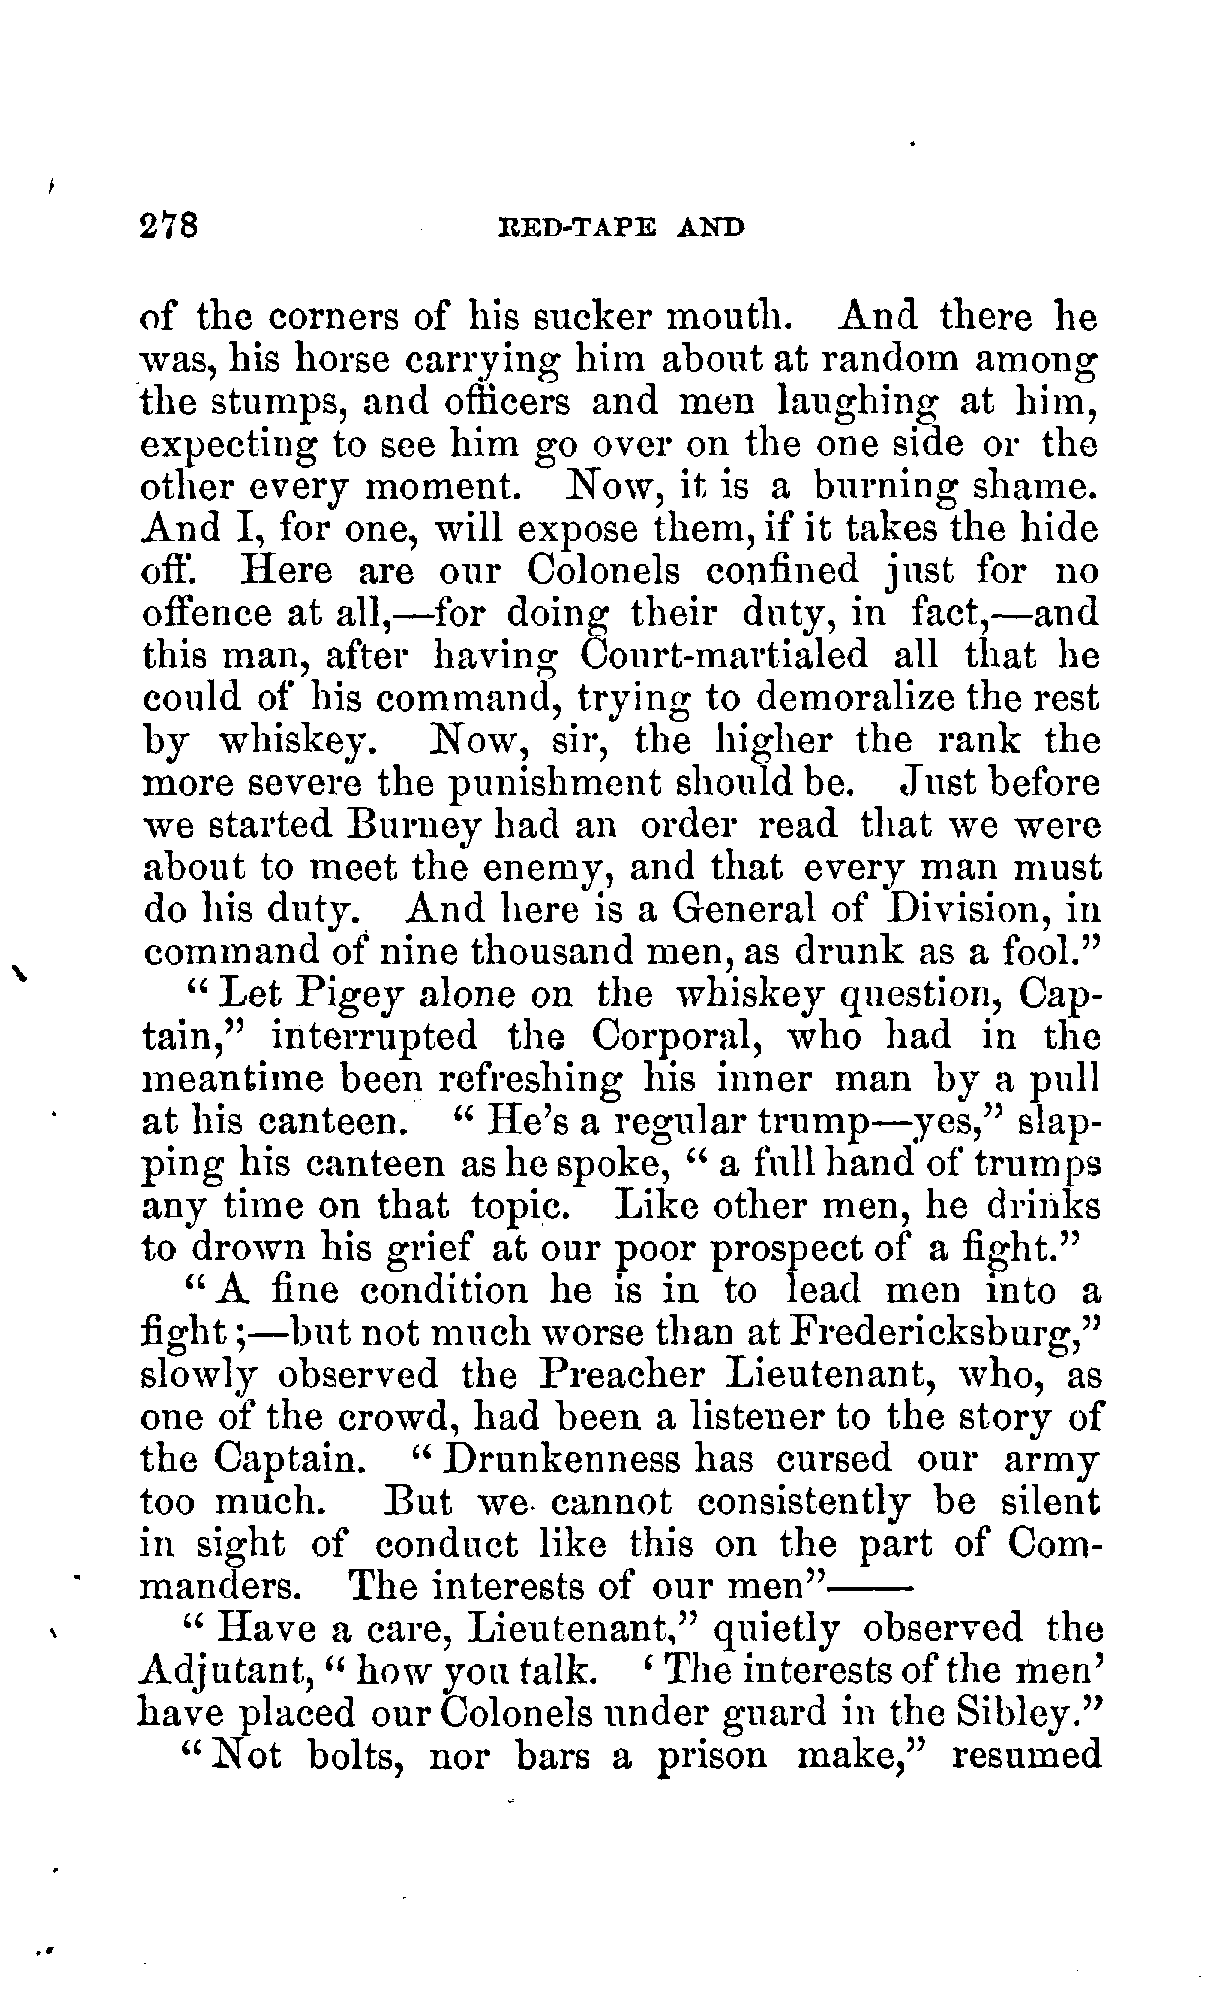 278 RED-TAPE AND
of the corners of his sucker mouth. And there he
was, his horse carrying him about at random among
the stumps, and officers and men laughing at him,
expecting to see him go over on the one side or the
other every moment. Now, it is a burning shame.
And I, for one, will expose them, if it takes the hide
off. Here are our Colonels confined just for no
offence at all,—for doing their duty, in fact,—and
this man, after having Court-martialed all that he
could of his command, trying to demoralize the rest
by whiskey. Now, sir, the higher the rank the
more severe the punishment should be. Just before
we started Burney had an order read that we were
about to meet the enemy, and that every man must
do his duty. And here is a General of Division, in
command of nine thousand men, as drunk as a fool."
"Let Pigey alone on the whiskey question, Cap-
tain," interrupted the Corporal, who had in the
meantime been refreshing his inner man by a pull
at his canteen. "He's a regular trump—yes," slap-
ping his canteen as he spoke, "a full hand of trumps
any time on that topic. Like other men, he drinks
to drown his grief at our poor prospect of a fight."
"A fine condition he is in to lead men into a
fight;—but not much worse than at Fredericksburg,"
slowly observed the Preacher Lieutenant, who, as
one of the crowd, had been a listener to the story of
the Captain. "Drunkenness has cursed our army
too much. But we cannot consistently be silent
in sight of conduct like this on the part of Com-
manders. The interests of our men"——
"Have a care, Lieutenant," quietly observed the
Adjutant, "how you talk. 'The interests of the men'
have placed our Colonels under guard in the Sibley."
"Not bolts, nor bars a prison make," resumed